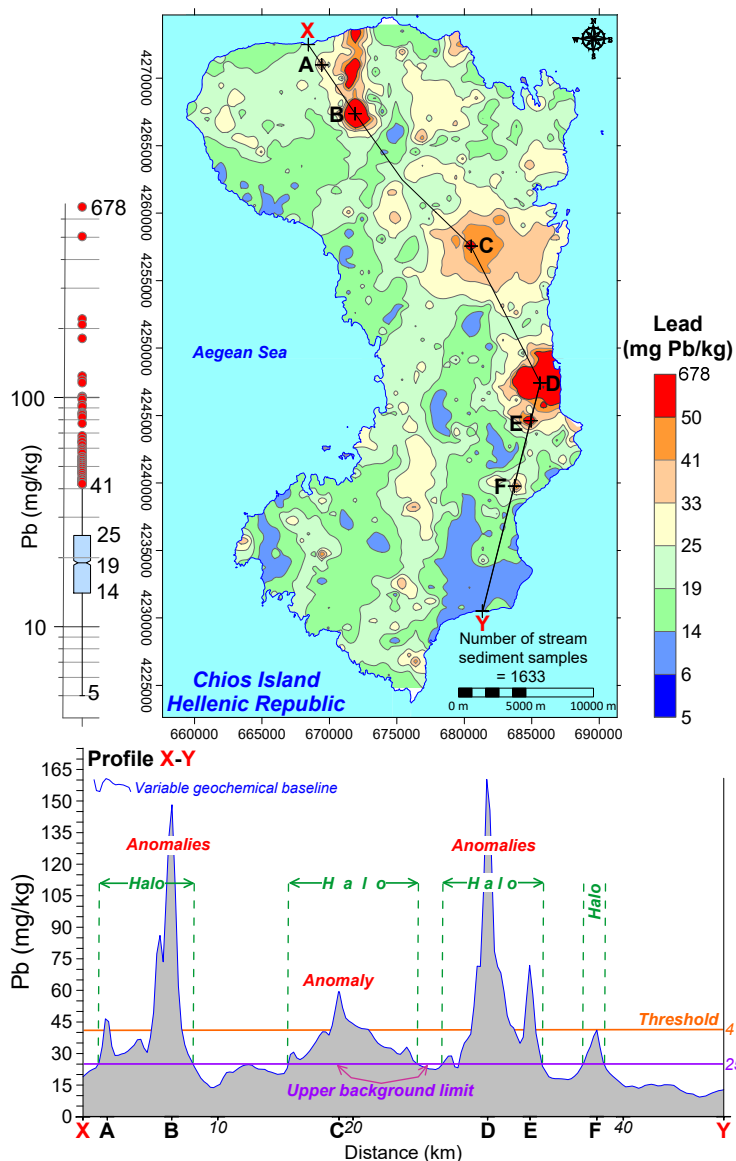 X
N
W
E
S
A
B
C
D
E
F
Y
4270000
4265000
4260000
4255000
4250000
4245000
4240000
4235000
4230000
4225000
Aegean Sea
Number of stream
sediment samples
= 1633
0 m 5000 m 10000 m
Chios Island
Hellenic Republic
660000 665000 670000 675000 680000 685000 690000
678
100
41
25
19
14
10
5
Pb (mg/kg)
Lead
(mg Pb/kg)
678
50
41
33
25
19
14
6
5
Profile X-Y
Variable geochemical baseline
165
150
135
120
105
90
75
60
45
30
15
0
Pb (mg/kg)
Anomalies
Anomalies
Halo
Halo
Halo
Halo
Anomaly
Threshold
4
Upper background limit
X A B 10 C 20 D E F 40 Y
Distance (km)